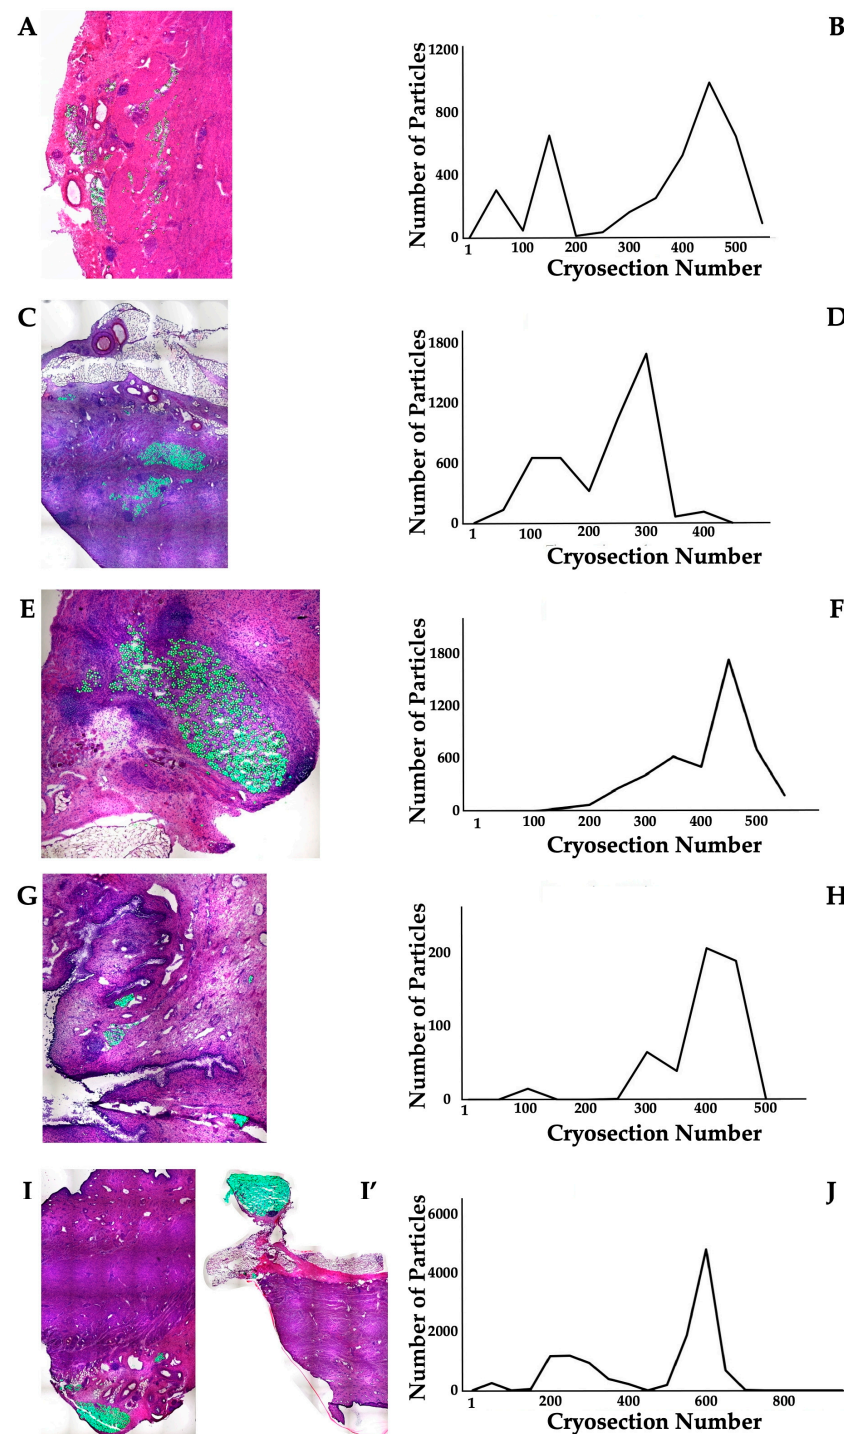 A
B
1200
800
400
0
Number of Particles
1 100 200 300 400 500
Cryosection Number
C
D
1800
1200
600
0
Number of Particles
1 100 200 300 400
Cryosection Number
E
F
1800
1200
600
0
Number of Particles
1 100 200 300 400 500
Cryosection Number
G
H
200
100
0
Number of Particles
1 100 200 300 400 500
Cryosection Number
I
I′
J
6000
4000
2000
0
Number of Particles
1 200 400 600 800
Cryosection Number